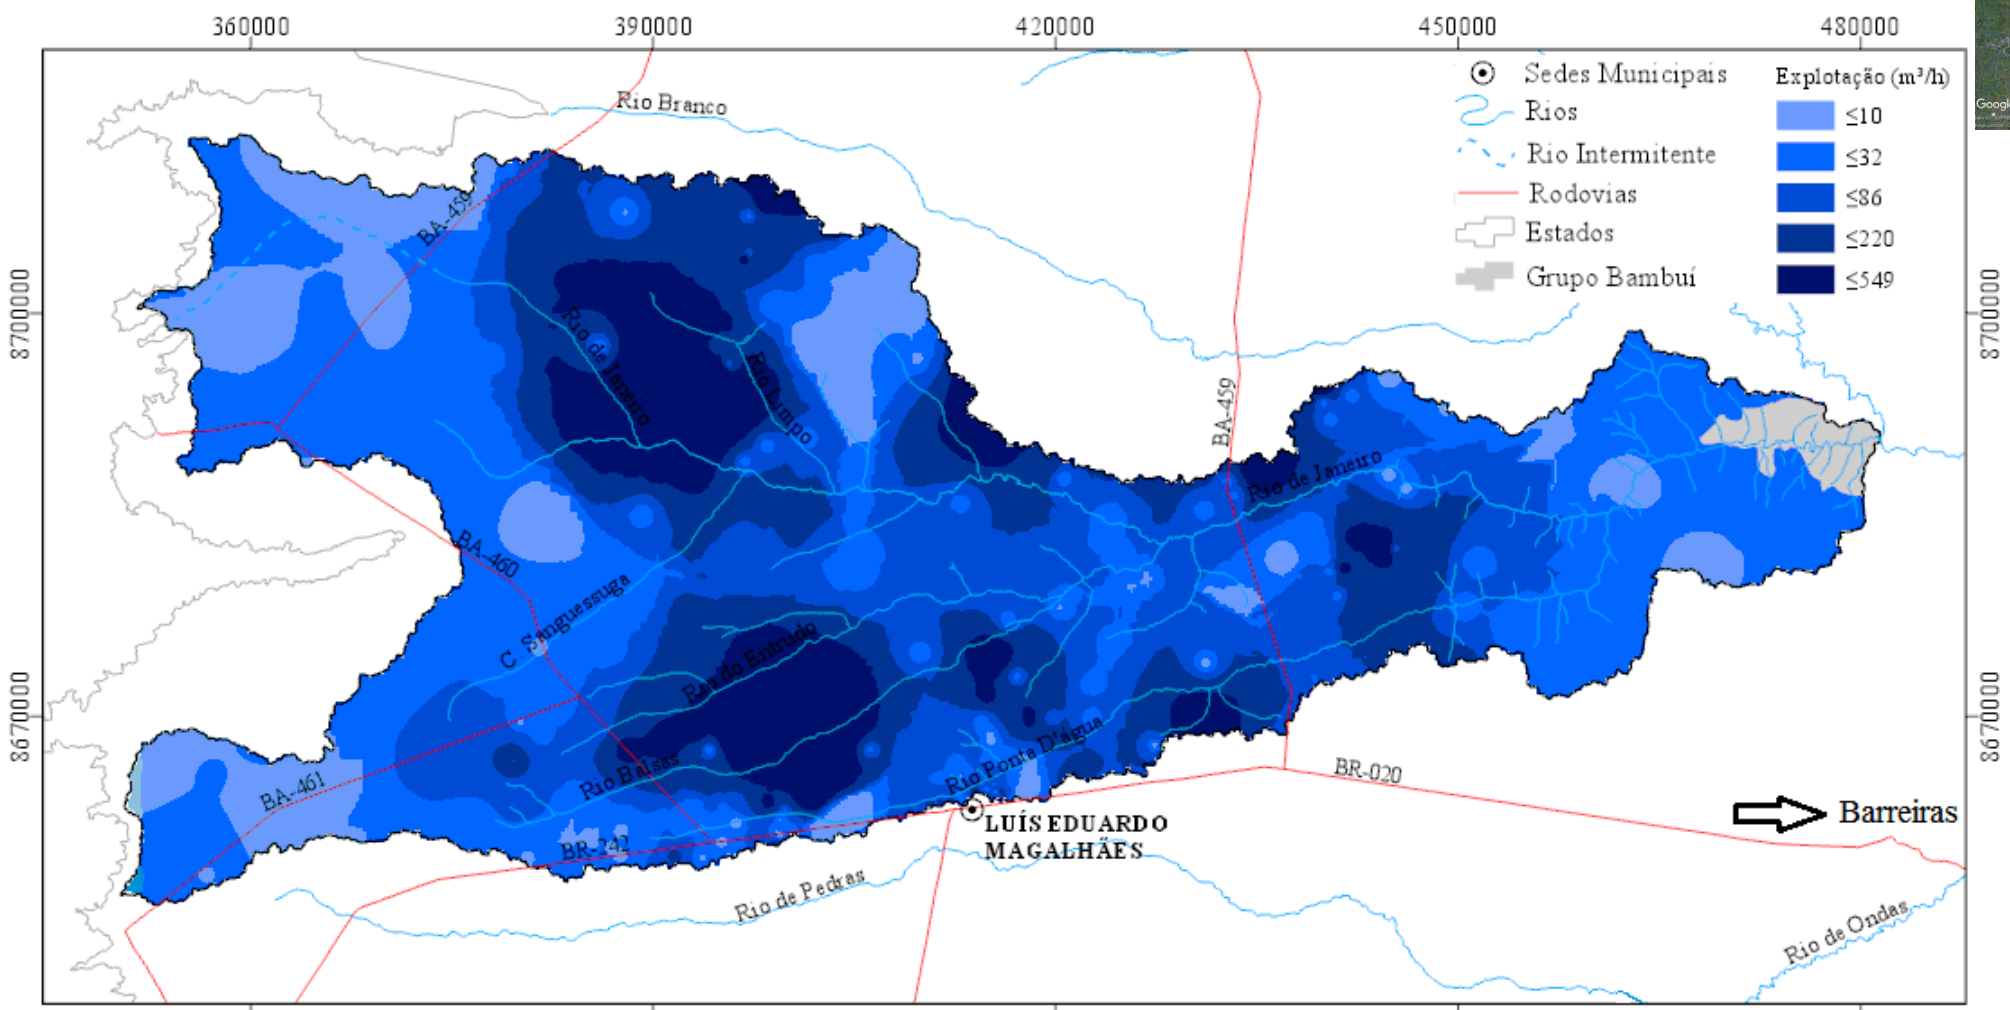 360000
390000
420000
450000
480000
Sedes Municipais
Rios
Rio Intermitente
Rodovias
Estados
Grupo Bambuí
Explotação (m³/h)
≤10
≤32
≤86
≤220
≤549
Google
Rio Branco
BA-459
8700000
8700000
Rio de Janeiro
Rio Limpo
BA-459
Rio de Janeiro
BA-460
C. Sanguessuga
Rio do Entrudo
8670000
8670000
Rio Balsas
Rio Ponta D'água
BA-461
BR-020
Barreiras
LUÍS EDUARDO
MAGALHÃES
BR-242
Rio de Pedras
Rio de Ondas